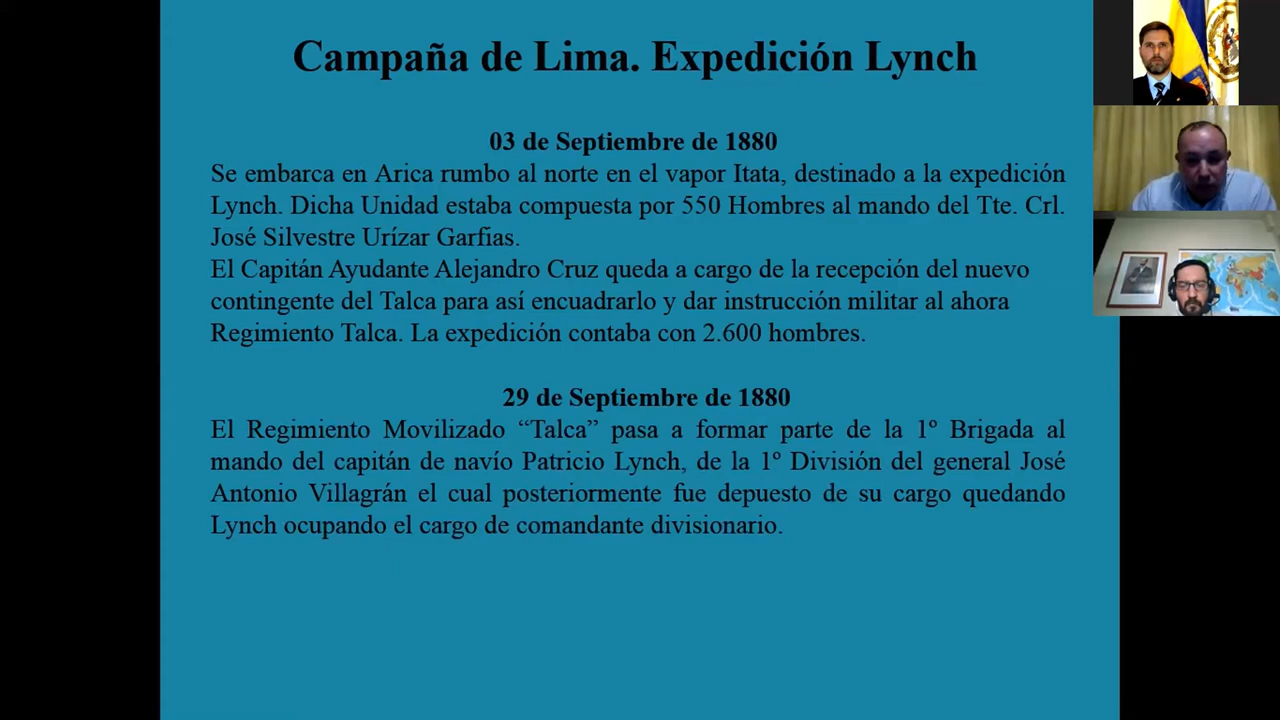 Campaña de Lima. Expedición Lynch
03 de Septiembre de 1880
Se embarca en Arica rumbo al norte en el vapor Itata, destinado a la expedición
Lynch. Dicha Unidad estaba compuesta por 550 Hombres al mando del Tte. Crl.
José Silvestre Urízar Garfias.
El Capitán Ayudante Alejandro Cruz queda a cargo de la recepción del nuevo
contingente del Talca para así encuadrarlo y dar instrucción militar al ahora
Regimiento Talca. La expedición contaba con 2.600 hombres.
29 de Septiembre de 1880
El Regimiento Movilizado “Talca” pasa a formar parte de la 1º Brigada al
mando del capitán de navío Patricio Lynch, de la 1º División del general José
Antonio Villagrán el cual posteriormente fue depuesto de su cargo quedando
Lynch ocupando el cargo de comandante divisionario.